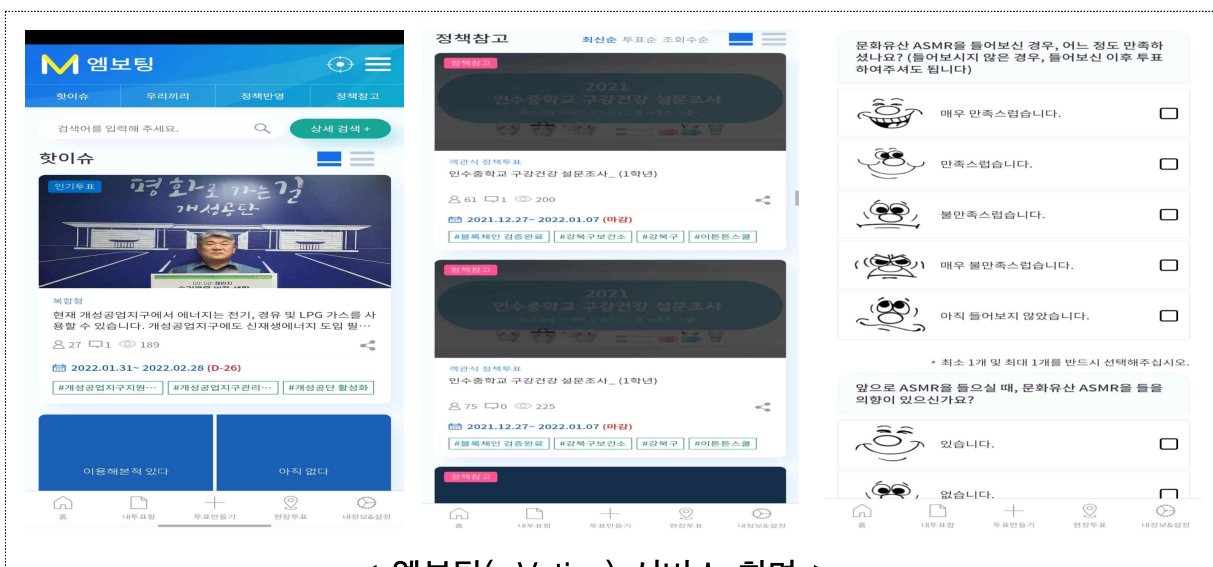 엠보팅
핫이슈 우리끼리 정책반영 정책참고
검색어를 입력해 주세요.
상세 검색 +
핫이슈
인기투표
평화로 가는 길
개성공단
복합형
현재 개성공업지구에서 에너지는 전기, 경유 및 LPG 가스를 사
용할 수 있습니다. 개성공업지구에도 신재생에너지 도입 필…
27 1 189
2022.01.31~ 2022.02.28 (D-26)
#개성공업지구지원… #개성공업지구관리… #개성공단 활성화
이용해본적 있다 아직 없다
홈 내투표함 투표만들기 현장투표 내정보&설정
정책참고
최신순 투표순 조회수순
정책참고
2021
인수중학교 구강건강 설문조사
객관식 정책투표
인수중학교 구강건강 설문조사_ (1학년)
61 1 200
2021.12.27~ 2022.01.07 (마감)
#블록체인 검증완료 #강북구보건소 #강북구 #이튼튼스쿨
정책참고
2021
인수중학교 구강건강 설문조사
객관식 정책투표
인수중학교 구강건강 설문조사_ (1학년)
75 0 225
2021.12.27~ 2022.01.07 (마감)
#블록체인 검증완료 #강북구보건소 #강북구 #이튼튼스쿨
정책참고
홈 내투표함 투표만들기 현장투표 내정보&설정
문화유산 ASMR을 들어보신 경우, 어느 정도 만족하
셨나요? (들어보시지 않은 경우, 들어보신 이후 투표
하여주셔도 됩니다)
매우 만족스럽습니다.
만족스럽습니다.
불만족스럽습니다.
매우 불만족스럽습니다.
아직 들어보지 않았습니다.
* 최소 1개 및 최대 1개를 반드시 선택해주십시오.
앞으로 ASMR을 들으실 때, 문화유산 ASMR을 들을
의향이 있으신가요?
있습니다.
없습니다.
홈 내투표함 투표만들기 현장투표 내정보&설정
< 엠보팅(mVoting) 서비스 화면 >